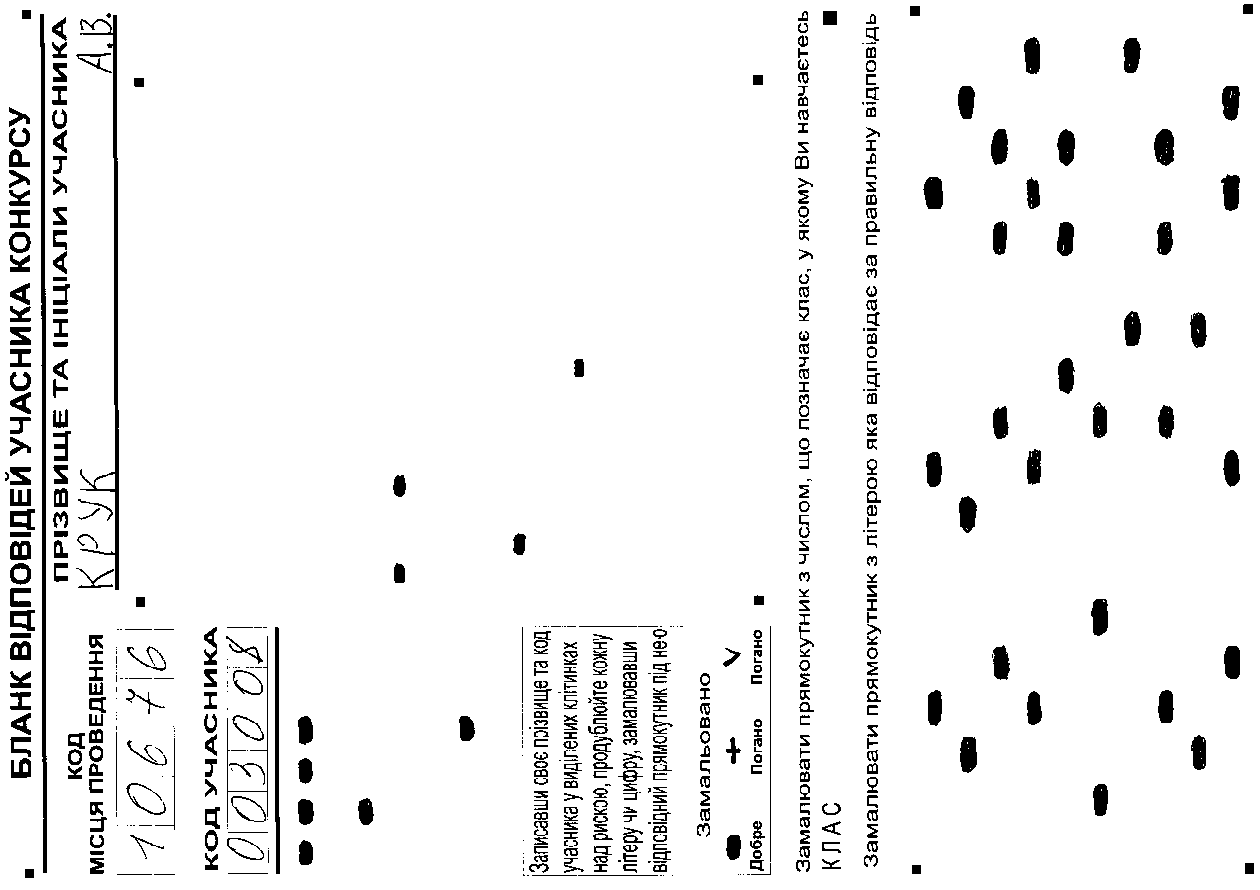 БЛАНК ВІДПОВІДЕЙ УЧАСНИКА КОНКУРСУ
ПРІЗВИЩЕ ТА ІНІЦІАЛИ УЧАСНИКА
КРУК А.В.
КОД
МІСЦЯ ПРОВЕДЕННЯ
10676
КОД УЧАСНИКА
003008
Записавши своє прізвище та код
учасника у виділених клітинках
над рискою, продублюйте кожну
літеру чи цифру, замалювавши
відповідний прямокутник під нею
Замальовано
Добре Погано Погано
Замалювати прямокутник з числом, що позначає клас, у якому Ви навчаєтесь
КЛАС
Замалювати прямокутник з літерою яка відповідає за правильну відповідь